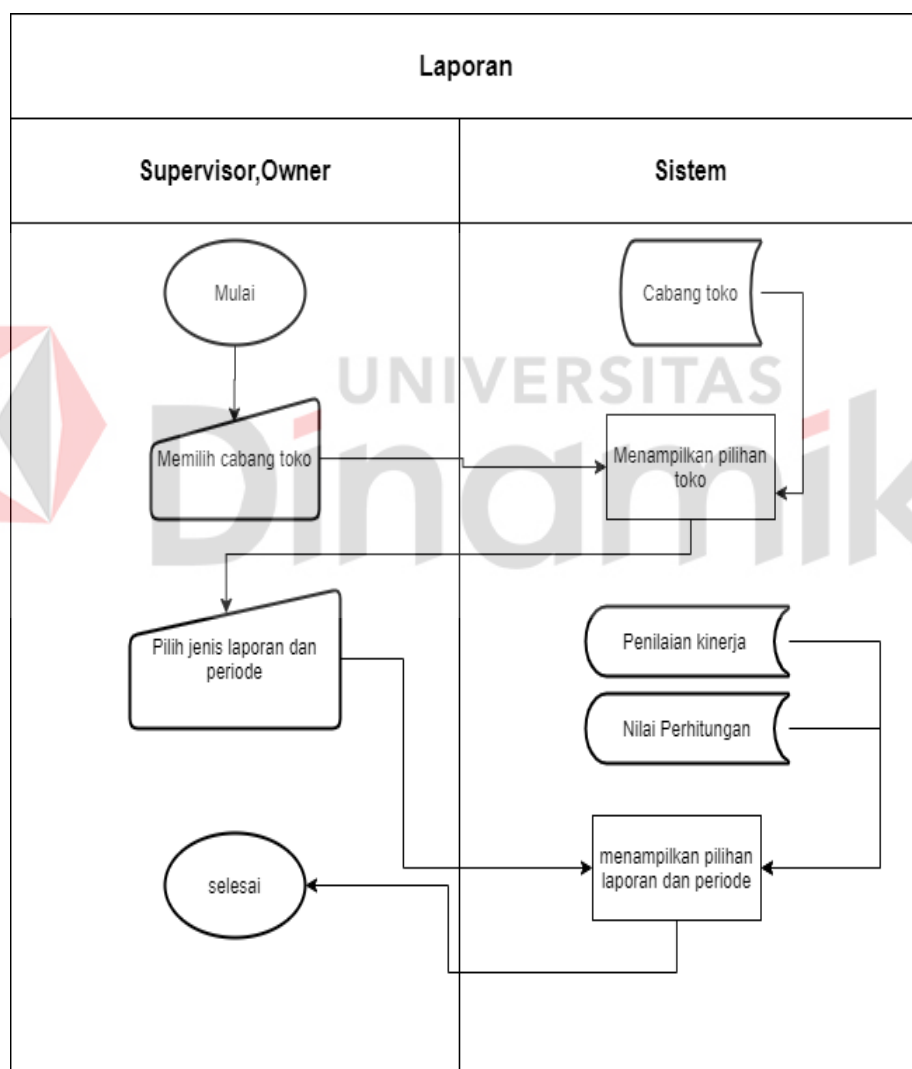 Laporan
Supervisor,Owner
Sistem
Mulai
Cabang toko
UNIVERSITAS
Dinamik
Memilih cabang toko
Menampilkan pilihan
toko
Pilih jenis laporan dan
periode
Penilaian kinerja
Nilai Perhitungan
menampilkan pilihan
laporan dan periode
selesai